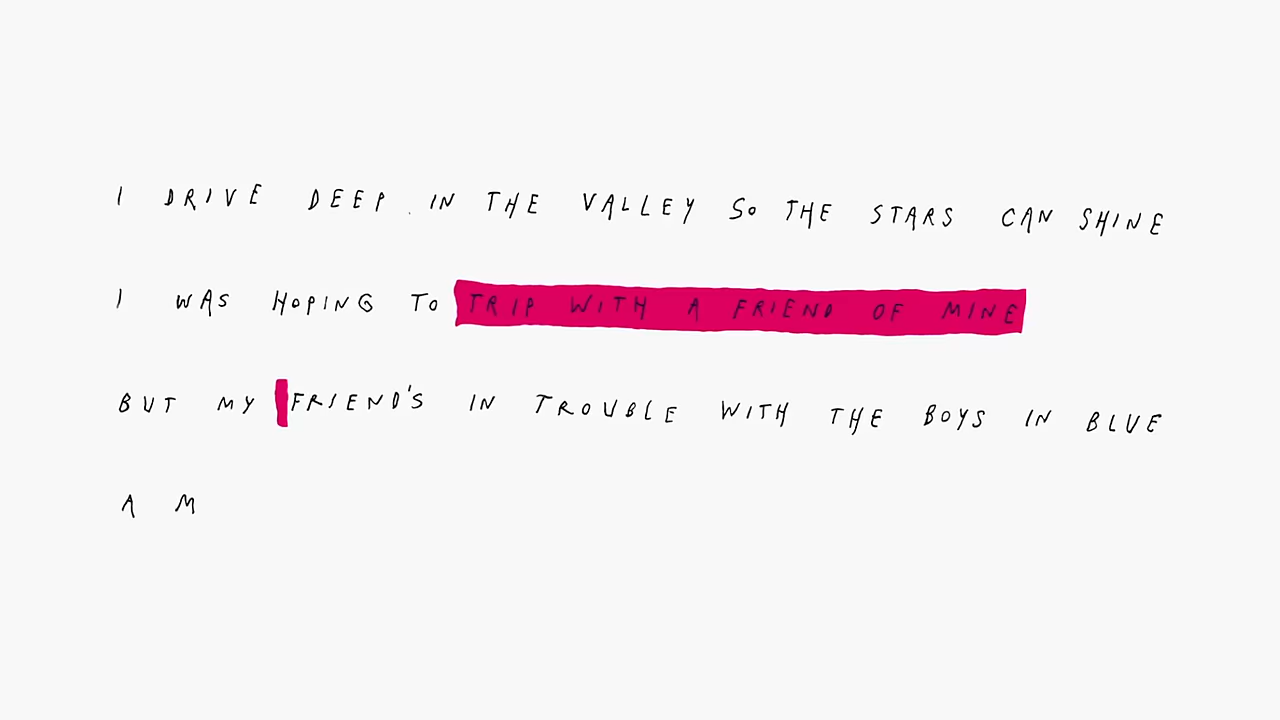 I DRIVE DEEP IN THE VALLEY SO THE STARS CAN SHINE
I WAS HOPING TO TRIP WITH A FRIEND OF MINE
BUT MY FRIEND'S IN TROUBLE WITH THE BOYS IN BLUE
A M